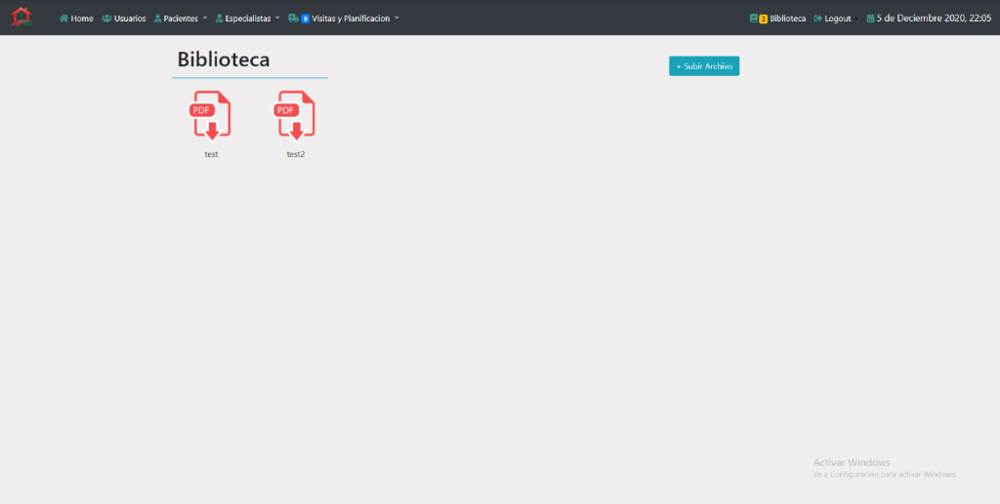 Home Usuarios Pacientes Especialistas 9 Visitas y Planificacion 2 Biblioteca Logout 5 de Deciembre 2020, 22:05
Biblioteca
+ Subir Archivo
PDF PDF
test test2
Activar Windows
Ve a Configuración para activar Windows.